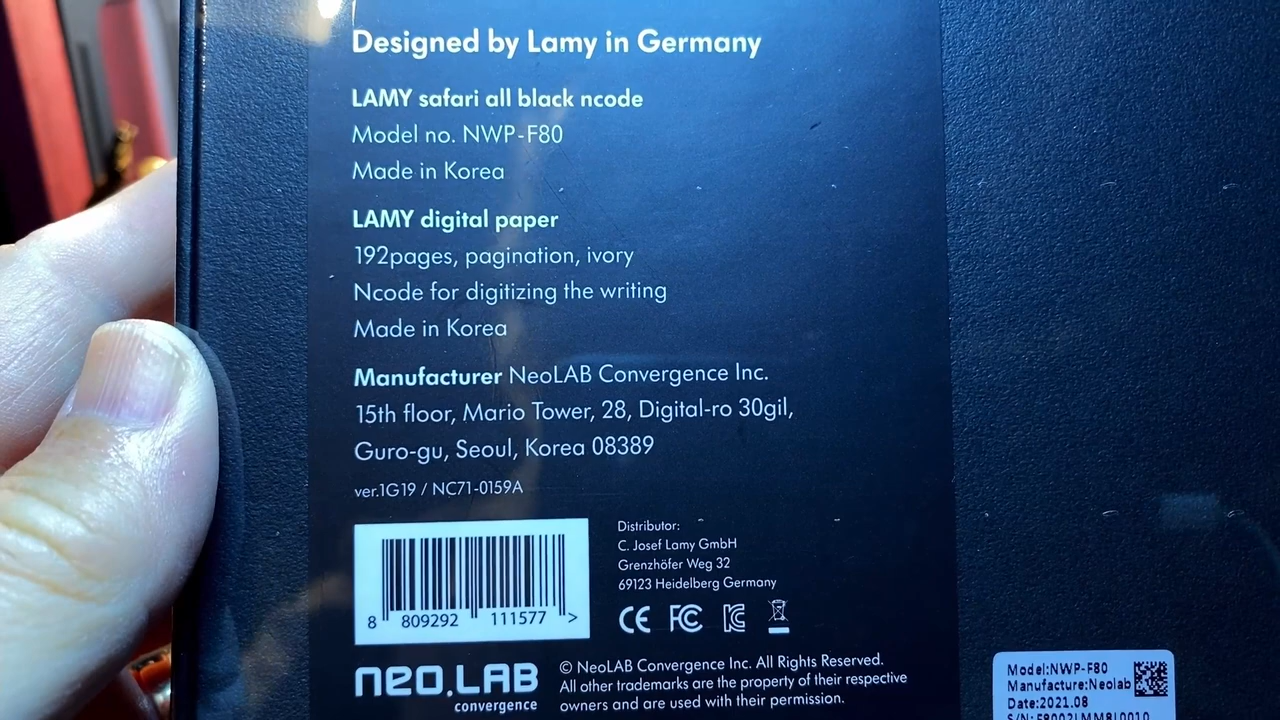 Designed by Lamy in Germany
LAMY safari all black ncode
Model no. NWP-F80
Made in Korea
LAMY digital paper
192pages, pagination, ivory
Ncode for digitizing the writing
Made in Korea
Manufacturer NeoLAB Convergence Inc.
15th floor, Mario Tower, 28, Digital-ro 30gil,
Guro-gu, Seoul, Korea 08389
ver.1G19 / NC71-0159A
8 809292 111577 >
Distributor:
C. Josef Lamy GmbH
Grenzhöfer Weg 32
69123 Heidelberg Germany
CE FC
neo.LAB
convergence
© NeoLAB Convergence Inc. All Rights Reserved.
All other trademarks are the property of their respective
owners and are used with their permission.
Model:NWP-F80
Manufacture:Neolab
Date:2021.08
S/N: